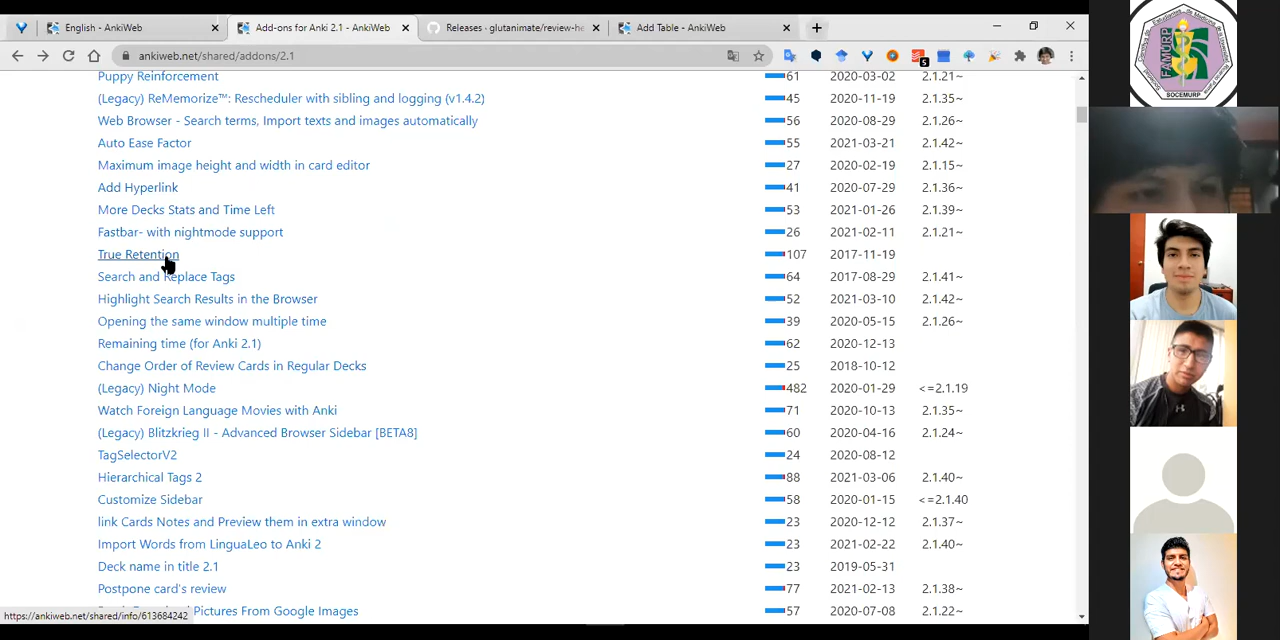 English - AnkiWeb
Add-ons for Anki 2.1 - AnkiWeb
Releases · glutanimate/review-he
Add Table - AnkiWeb
ankiweb.net/shared/addons/2.1
5
Puppy Reinforcement 61 2020-03-02 2.1.21~
(Legacy) ReMemorize™: Rescheduler with sibling and logging (v1.4.2) 45 2020-11-19 2.1.35~
Web Browser - Search terms, Import texts and images automatically 56 2020-08-29 2.1.26~
Auto Ease Factor 55 2021-03-21 2.1.42~
Maximum image height and width in card editor 27 2020-02-19 2.1.15~
Add Hyperlink 41 2020-07-29 2.1.36~
More Decks Stats and Time Left 53 2021-01-26 2.1.39~
Fastbar- with nightmode support 26 2021-02-11 2.1.21~
True Retention 107 2017-11-19
Search and Replace Tags 64 2017-08-29 2.1.41~
Highlight Search Results in the Browser 52 2021-03-10 2.1.42~
Opening the same window multiple time 39 2020-05-15 2.1.26~
Remaining time (for Anki 2.1) 62 2020-12-13
Change Order of Review Cards in Regular Decks 25 2018-10-12
(Legacy) Night Mode 482 2020-01-29 <=2.1.19
Watch Foreign Language Movies with Anki 71 2020-10-13 2.1.35~
(Legacy) Blitzkrieg II - Advanced Browser Sidebar [BETA8] 60 2020-04-16 2.1.24~
TagSelectorV2 24 2020-08-12
Hierarchical Tags 2 88 2021-03-06 2.1.40~
Customize Sidebar 58 2020-01-15 <=2.1.40
link Cards Notes and Preview them in extra window 23 2020-12-12 2.1.37~
Import Words from LinguaLeo to Anki 2 23 2021-02-22 2.1.40~
Deck name in title 2.1 23 2019-05-31
Postpone card's review 77 2021-02-13 2.1.38~
Pictures From Google Images 57 2020-07-08 2.1.22~
https://ankiweb.net/shared/info/613684242
FAMURP
SOCEMURP